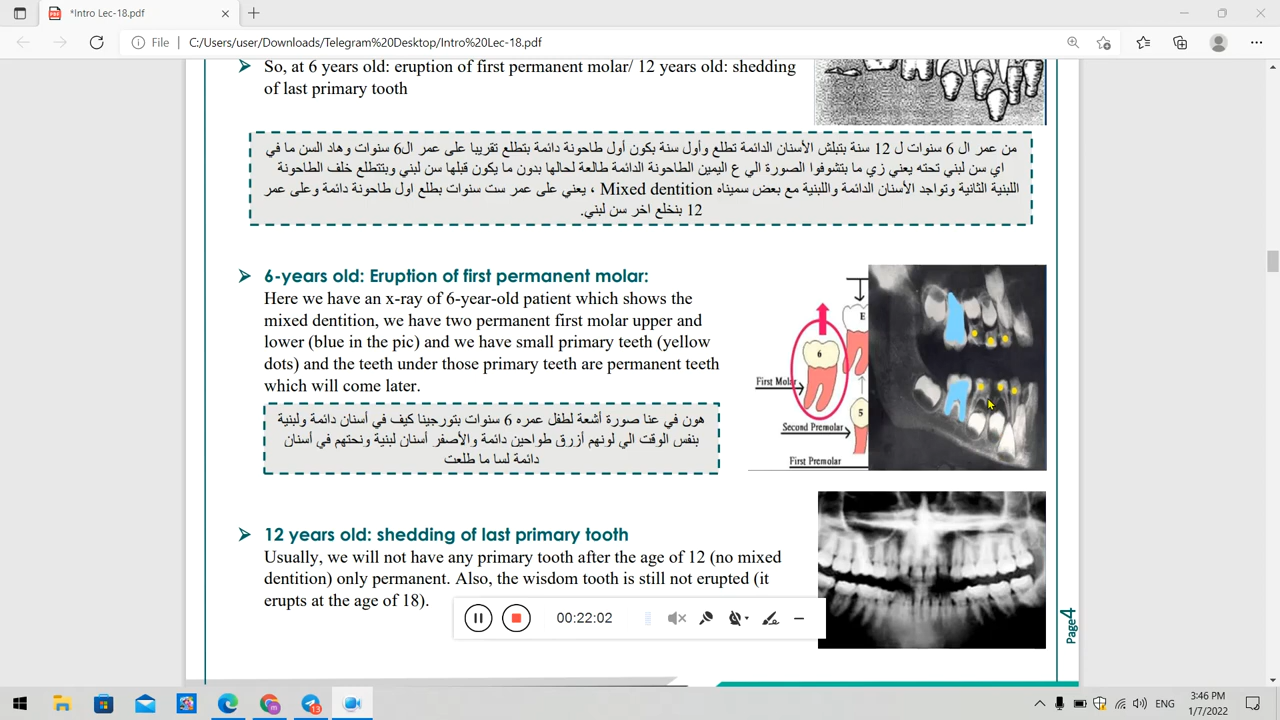 *Intro Lec-18.pdf
File
C:/Users/user/Downloads/Telegram%20Desktop/Intro%20Lec-18.pdf
So, at 6 years old: eruption of first permanent molar/ 12 years old: shedding
of last primary tooth
من عمر ال 6 سنوات ل 12 سنة بتبلش الأسنان الدائمة تطلع وأول سنة بكون أول طاحونة دائمة بتطلع تقريبا على عمر ال6 سنوات وهاد السن ما في
اي سن لبني تحته يعني زي ما بتشوفوا الصورة الي ع اليمين الطاحونة الدائمة طالعة لحالها بدون ما يكون قبلها سن لبني وبتتطلع خلف الطاحونة
اللبنية الثانية وتواجد الأسنان الدائمة واللبنية مع بعض سميناه Mixed dentition ، يعني على عمر ست سنوات بطلع اول طاحونة دائمة وعلى عمر
12 بنخلع اخر سن لبني.
6-years old: Eruption of first permanent molar:
Here we have an x-ray of 6-year-old patient which shows the
mixed dentition, we have two permanent first molar upper and
lower (blue in the pic) and we have small primary teeth (yellow
dots) and the teeth under those primary teeth are permanent teeth
which will come later.
E
6
First Molar
5
Second Premolar
First Premolar
هون في عنا صورة أشعة لطفل عمره 6 سنوات بتورجينا كيف في أسنان دائمة ولبنية
بنفس الوقت الي لونهم أزرق طواحين دائمة والأصفر أسنان لبنية ونحتهم في أسنان
دائمة لسا ما طلعت
12 years old: shedding of last primary tooth
Usually, we will not have any primary tooth after the age of 12 (no mixed
dentition) only permanent. Also, the wisdom tooth is still not erupted (it
erupts at the age of 18).
00:22:02
Page4
13
ENG
3:46 PM
1/7/2022